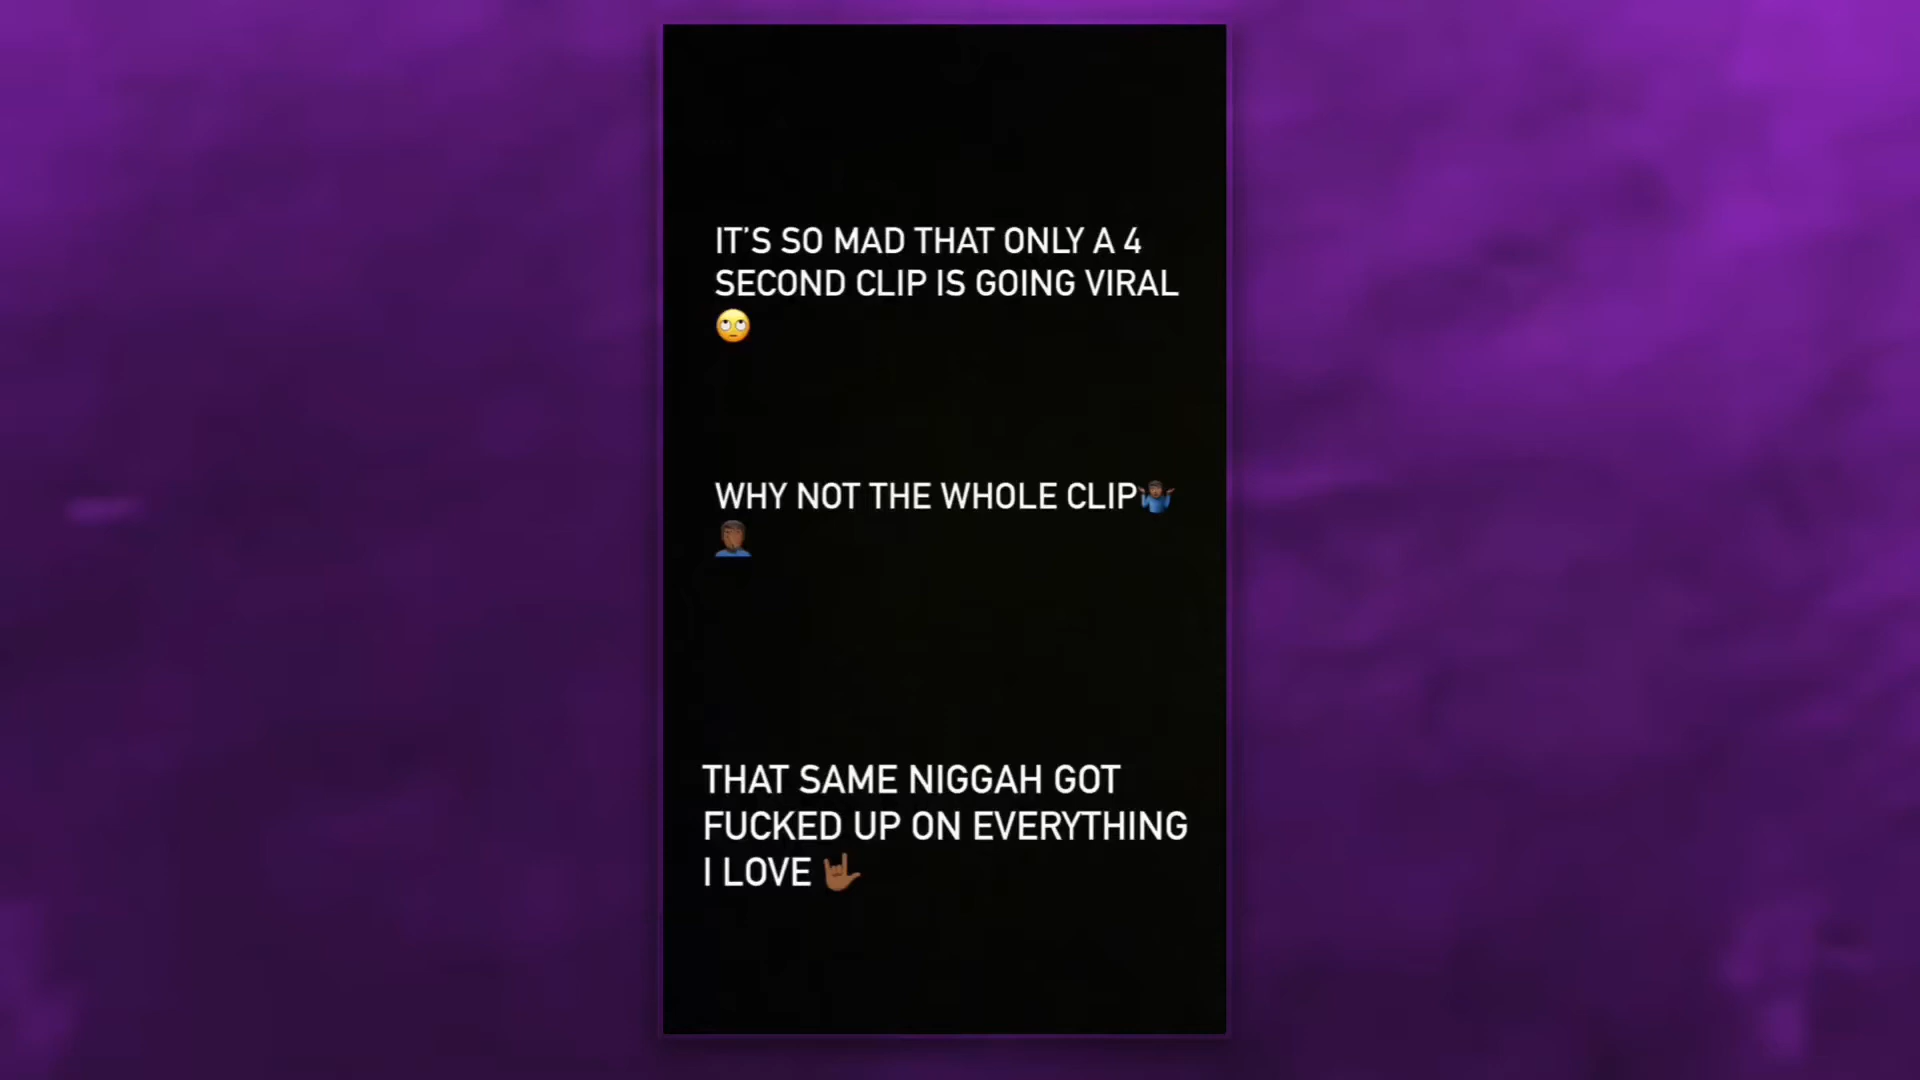 IT'S SO MAD THAT ONLY A 4
SECOND CLIP IS GOING VIRAL
🙄
WHY NOT THE WHOLE CLIP🤷🏾‍♂️
🤦🏾‍♂️
THAT SAME NIGGAH GOT
FUCKED UP ON EVERYTHING
I LOVE 🤟🏾